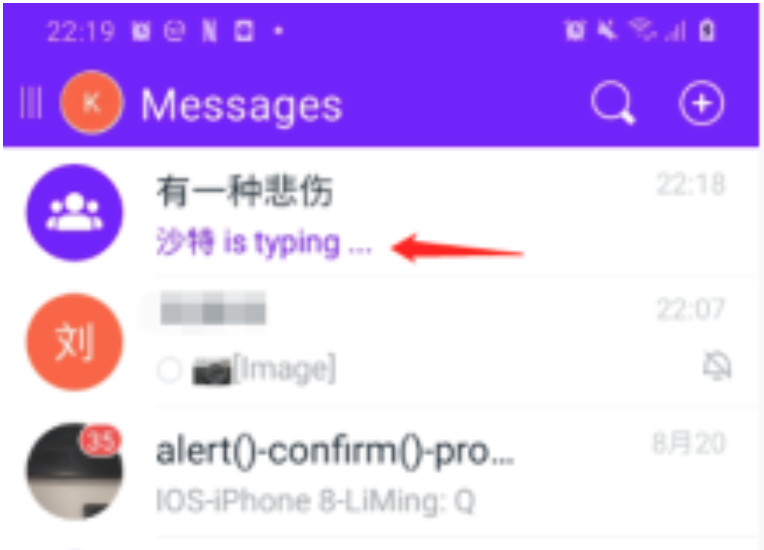 22:19
K Messages
有一种悲伤 22:18
沙特 is typing ...
刘 22:07
[Image]
35 alert()-confirm()-pro... 8月20
IOS-iPhone 8-LiMing: Q